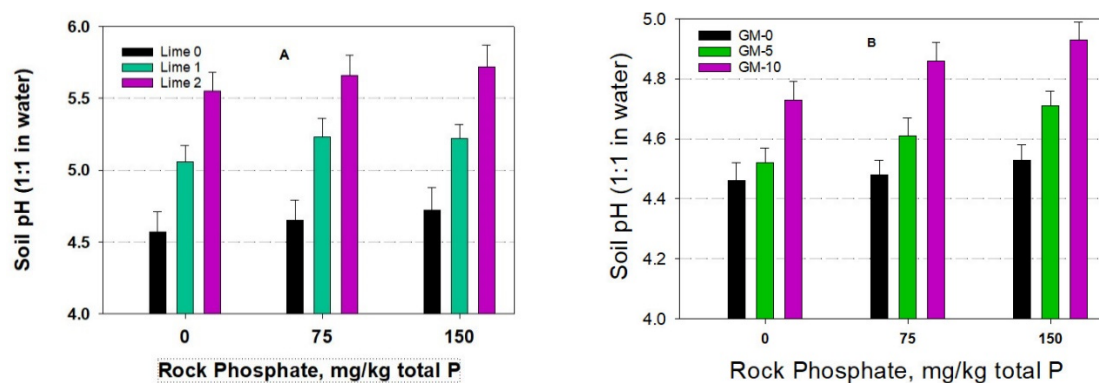 Soil pH (1:1 in water)
6.0
5.5
5.0
4.5
4.0
Lime 0
Lime 1
Lime 2
A
0 75 150
Rock Phosphate, mg/kg total P
Soil pH (1:1 in water)
5.0
4.8
4.6
4.4
4.2
4.0
GM-0
GM-5
GM-10
B
0 75 150
Rock Phosphate, mg/kg total P